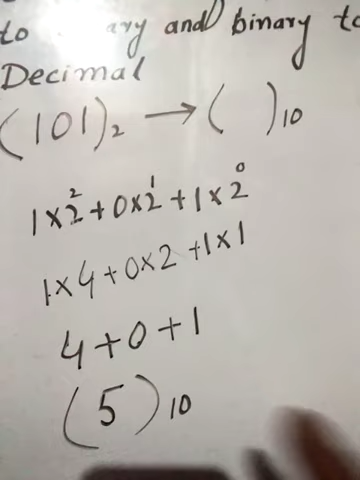 to ary and binary to
Decimal
(101)₂ → ( )₁₀
1×2²+0×2¹+1×2⁰
1×4+0×2+1×1
4+0+1
(5)₁₀